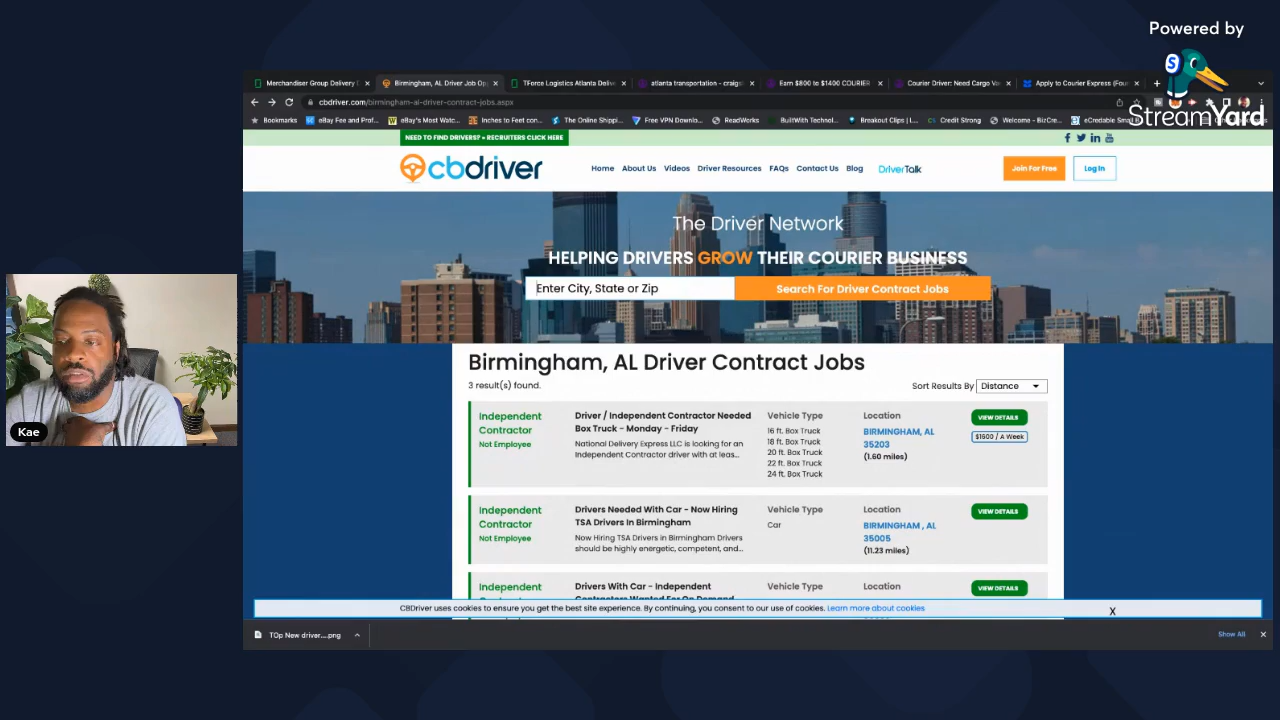 Powered by
StreamYard
Merchandiser Group Delivery
Birmingham, AL Driver Job Op
TForce Logistics Atlanta Delive
atlanta transportation - craigs
Earn $800 to $1400 COURIER
Courier Driver: Need Cargo Va
Apply to Courier Express (Four
cbdriver.com/birmingham-al-driver-contract-jobs.aspx
Bookmarks
eBay Fee and Prof...
eBay's Most Watc...
Inches to Feet con...
The Online Shippi...
Free VPN Downlo...
ReadWorks
BuiltWith Technol...
Breakout Clips | L...
Credit Strong
Welcome - BizCre...
eCredable
NEED TO FIND DRIVERS? - RECRUITERS CLICK HERE
cbdriver
Home About Us Videos Driver Resources FAQs Contact Us Blog DriverTalk
Join For Free
Log In
The Driver Network
HELPING DRIVERS GROW THEIR COURIER BUSINESS
Enter City, State or Zip
Search For Driver Contract Jobs
Birmingham, AL Driver Contract Jobs
3 result(s) found.
Sort Results By Distance
Independent
Contractor
Not Employee
Driver / Independent Contractor Needed
Box Truck - Monday - Friday
National Delivery Express LLC is looking for an
Independent Contractor driver with at leas...
Vehicle Type
16 ft. Box Truck
18 ft. Box Truck
20 ft. Box Truck
22 ft. Box Truck
24 ft. Box Truck
Location
BIRMINGHAM, AL
35203
(1.60 miles)
VIEW DETAILS
$1500 / A Week
Independent
Contractor
Not Employee
Drivers Needed With Car - Now Hiring
TSA Drivers In Birmingham
Now Hiring TSA Drivers in Birmingham Drivers
should be highly energetic, competent, and...
Vehicle Type
Car
Location
BIRMINGHAM , AL
35005
(11.23 miles)
VIEW DETAILS
Independent
Drivers With Car - Independent
Contractors Wanted For On Demand
Vehicle Type
Location
VIEW DETAILS
CBDriver uses cookies to ensure you get the best site experience. By continuing, you consent to our use of cookies. Learn more about cookies
X
TOp New driver....png
Show All
Kae